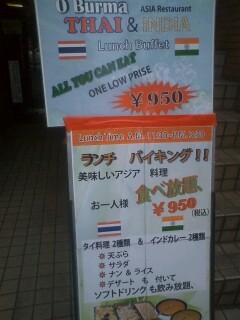 O Burma
ASIA Restaurant
THAI & INDIA
Lunch Buffet
ALL YOU CAN EAT
ONE LOW PRISE
¥950
Lunch Time
ランチ バイキング!!
美味しいアジア 料理
お一人様 食べ放題、
¥950
(税込)
タイ料理 2種類 & インドカレー 2種類
※ 天ぷら
※ サラダ
※ ナン & ライス
※ デザート も 付いて
ソフトドリンク も飲み放題、